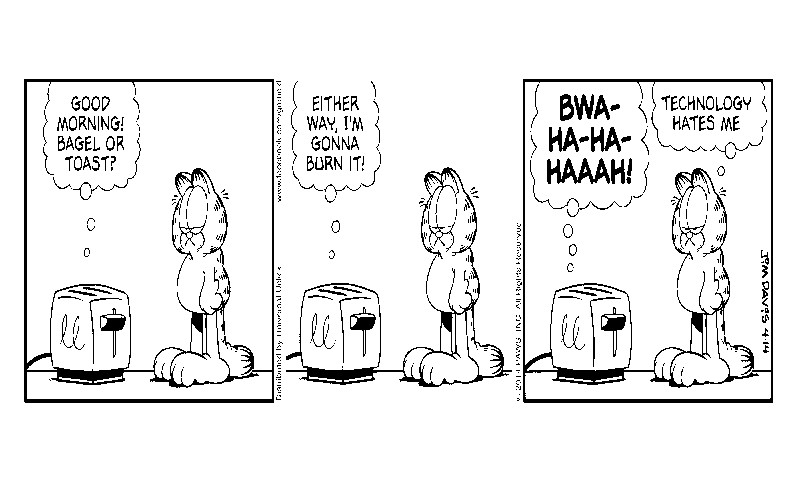 GOOD
MORNING!
BAGEL OR
TOAST?
EITHER
WAY, I'M
GONNA
BURN IT!
BWA-
HA-HA-
HAAAH!
TECHNOLOGY
HATES ME
JIM DAVIS 4-14